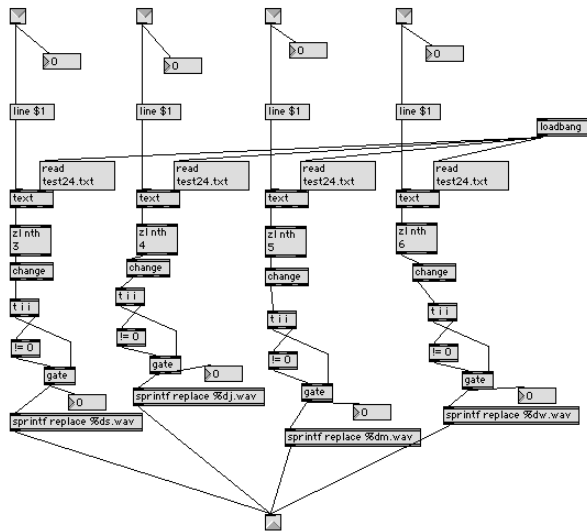 0
0
0
0
line $1
line $1
line $1
line $1
loadbang
read
test24.txt
read
test24.txt
read
test24.txt
read
test24.txt
text
text
text
text
zl nth
3
zl nth
4
zl nth
5
zl nth
6
change
change
change
change
t i i
t i i
t i i
t i i
!= 0
!= 0
!= 0
!= 0
gate
gate
gate
gate
0
0
0
0
sprintf replace %ds.wav
sprintf replace %dj.wav
sprintf replace %dm.wav
sprintf replace %dw.wav